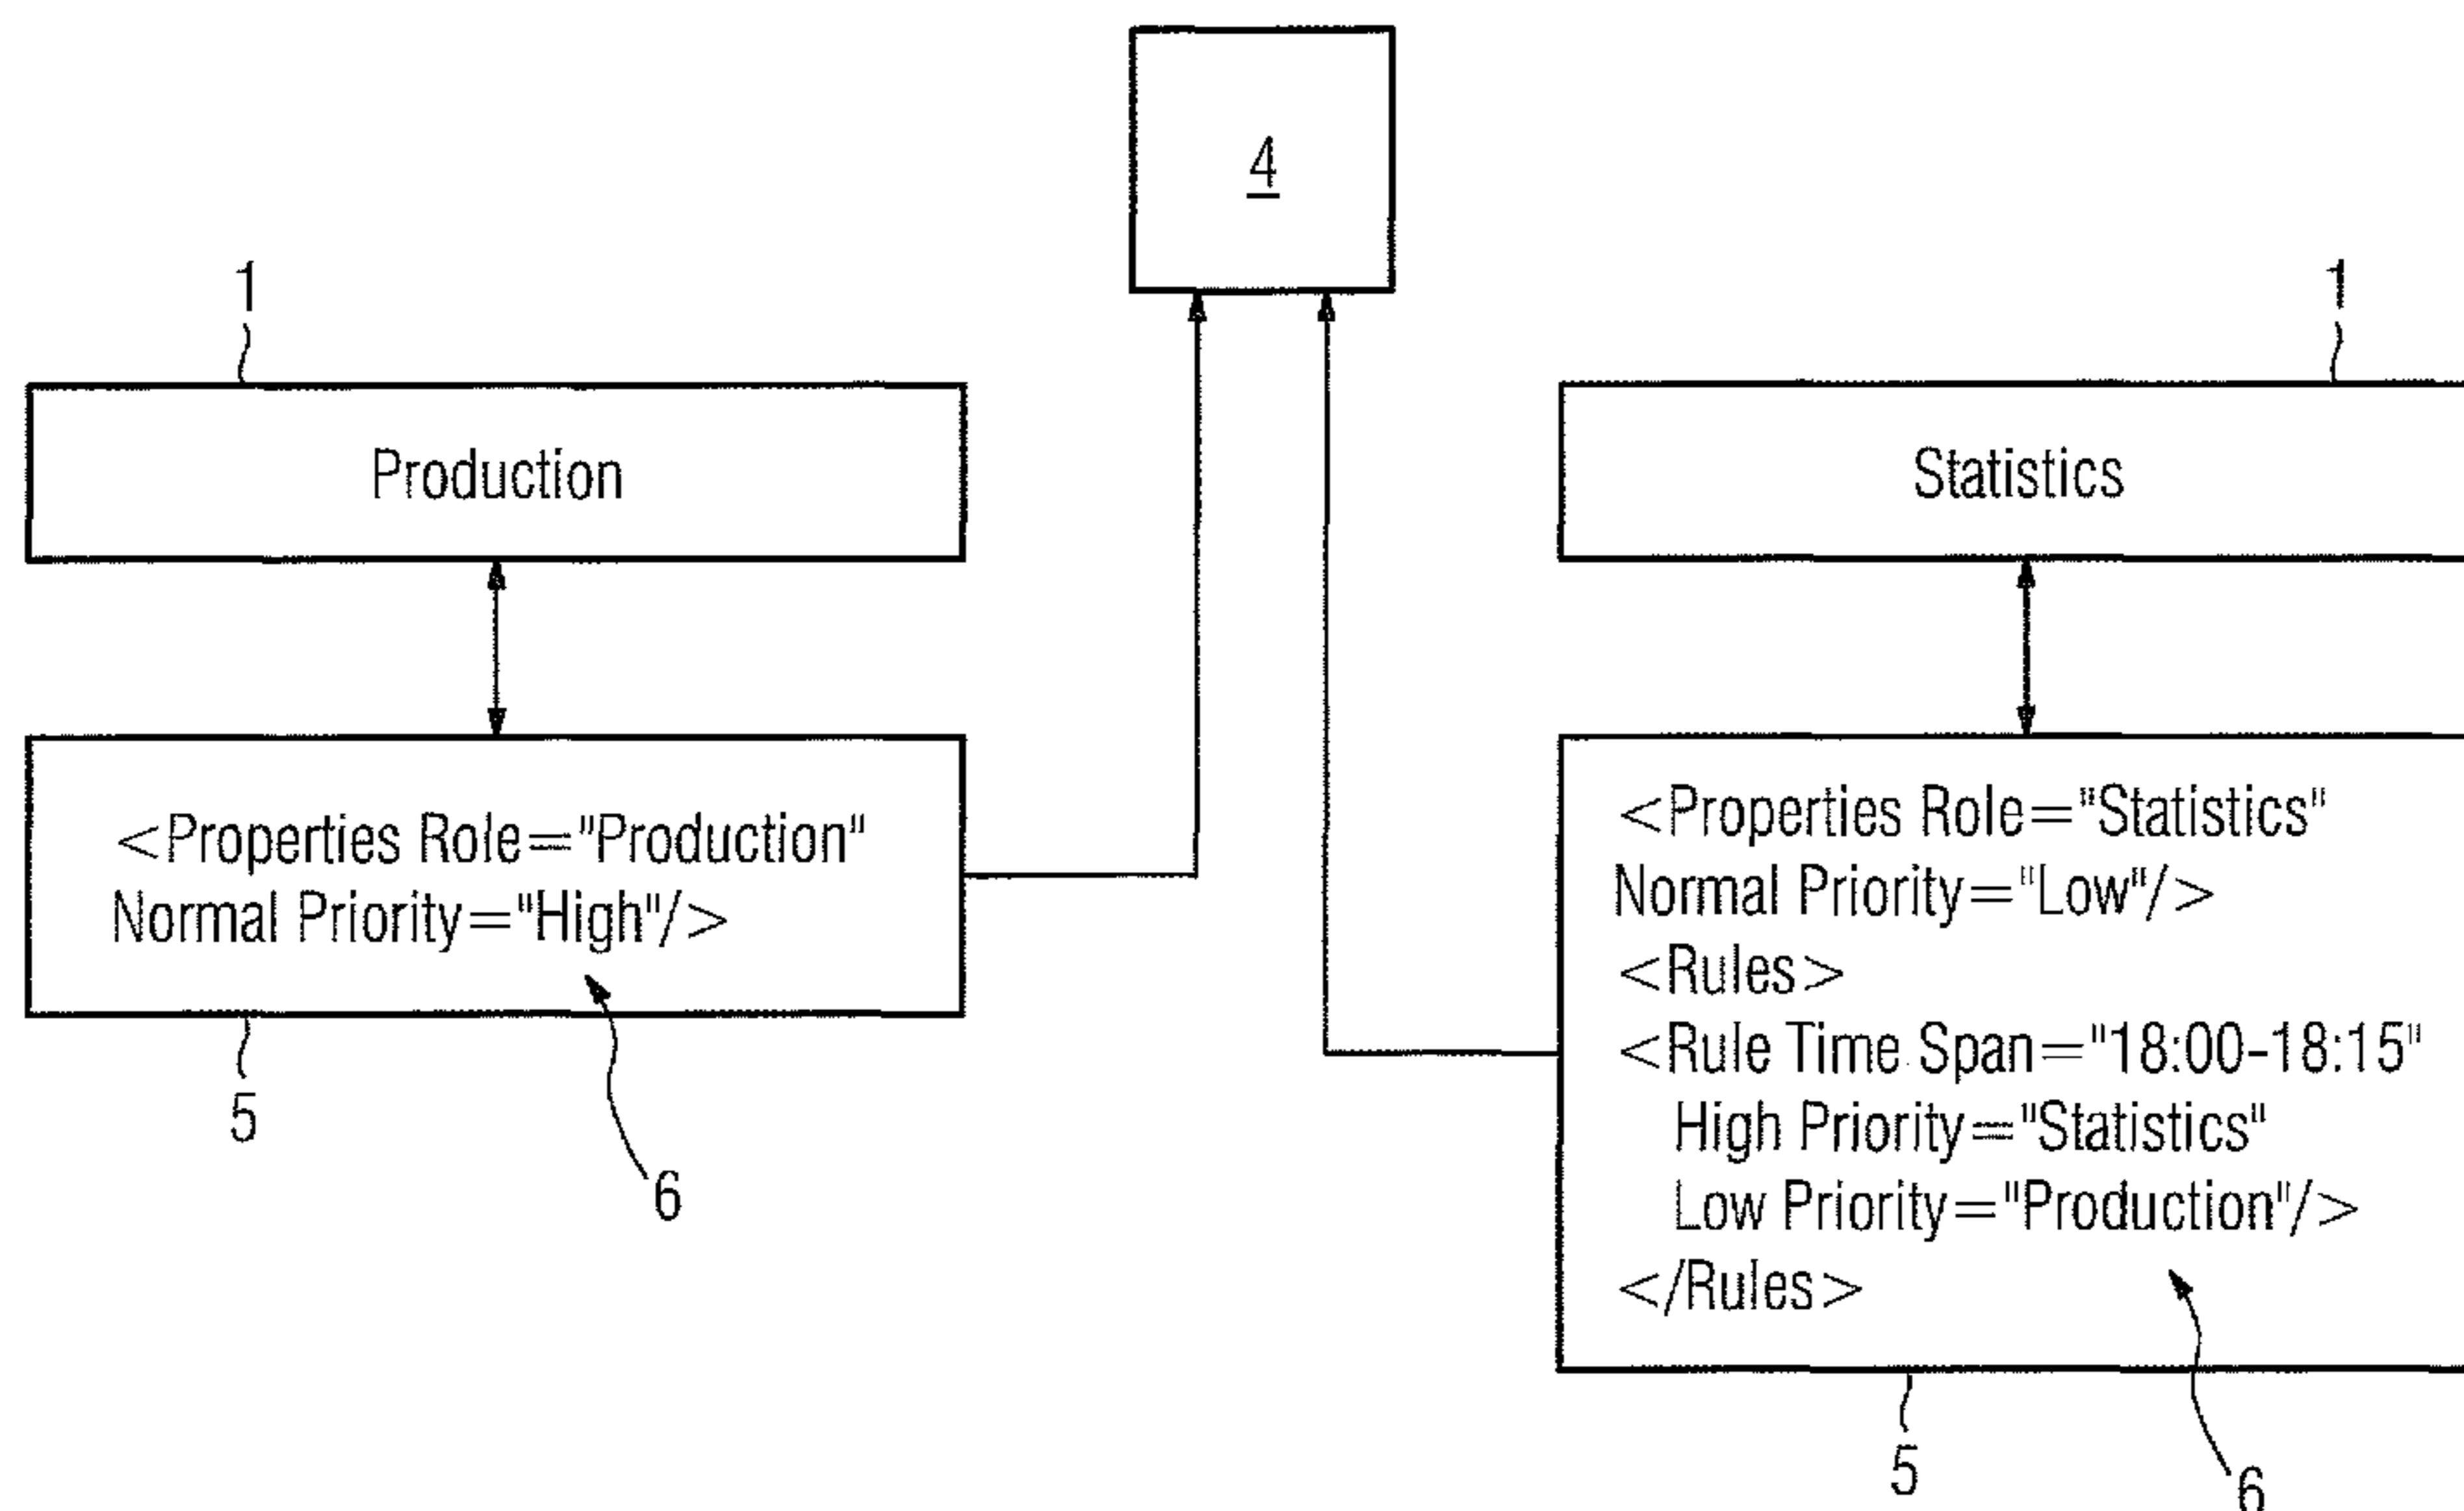 4
1
Production
<Properties Role="Production"
Normal Priority="High"/>
5
6
1
Statistics
<Properties Role="Statistics"
Normal Priority="Low"/>
<Rules>
<Rule Time Span="18:00-18:15"
High Priority="Statistics"
Low Priority="Production"/>
</Rules>
5
6